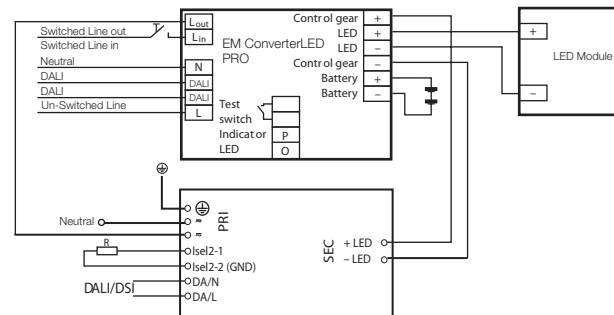 Switched Line out
Switched Line in
Neutral
DALI
DALI
Un-Switched Line
Lout
Lin
N
DALI
DALI
L
EM ConverterLED
PRO
Test
switch
Indicator
LED
P
O
Control gear +
LED +
LED −
Control gear −
Battery +
Battery −
+
−
LED Module
Neutral
R
PRI
≈
≈
Isel2-1
Isel2-2 (GND)
DALI/DSI
DA/N
DA/L
SEC
+ LED
− LED